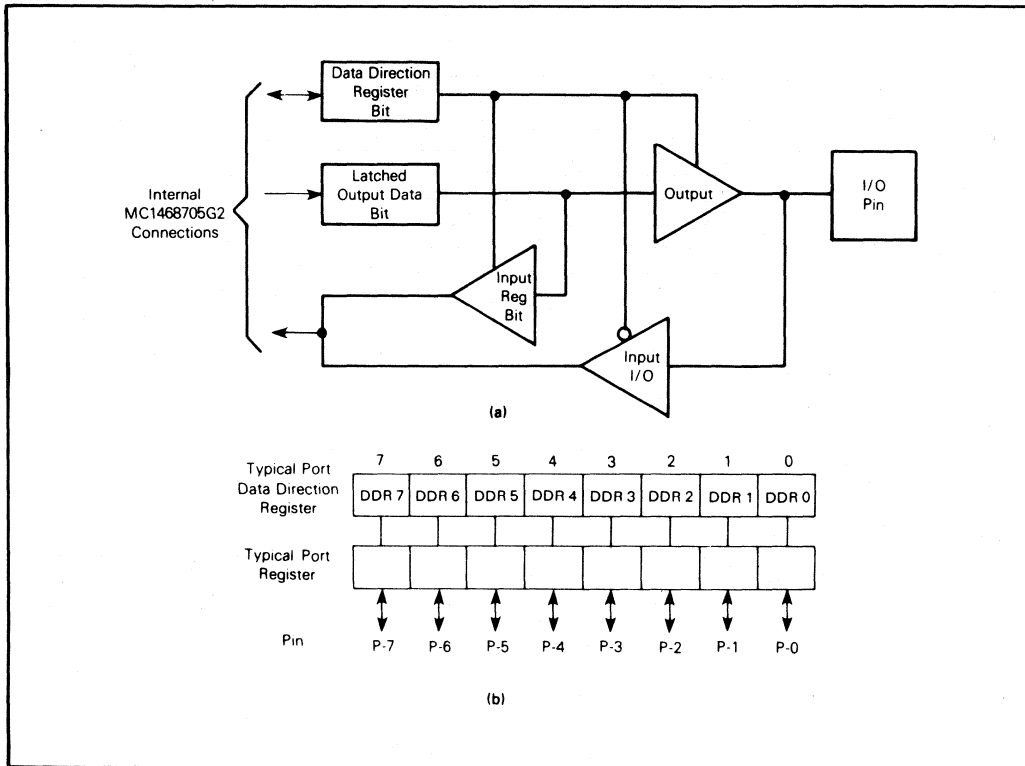 Data Direction
Register
Bit
Latched
Output Data
Bit
Internal
MC1468705G2
Connections
Output
I/O
Pin
Input
Reg
Bit
Input
I/O
(a)
7 6 5 4 3 2 1 0
Typical Port
Data Direction
Register
DDR 7 DDR 6 DDR 5 DDR 4 DDR 3 DDR 2 DDR 1 DDR 0
Typical Port
Register
Pin P-7 P-6 P-5 P-4 P-3 P-2 P-1 P-0
(b)